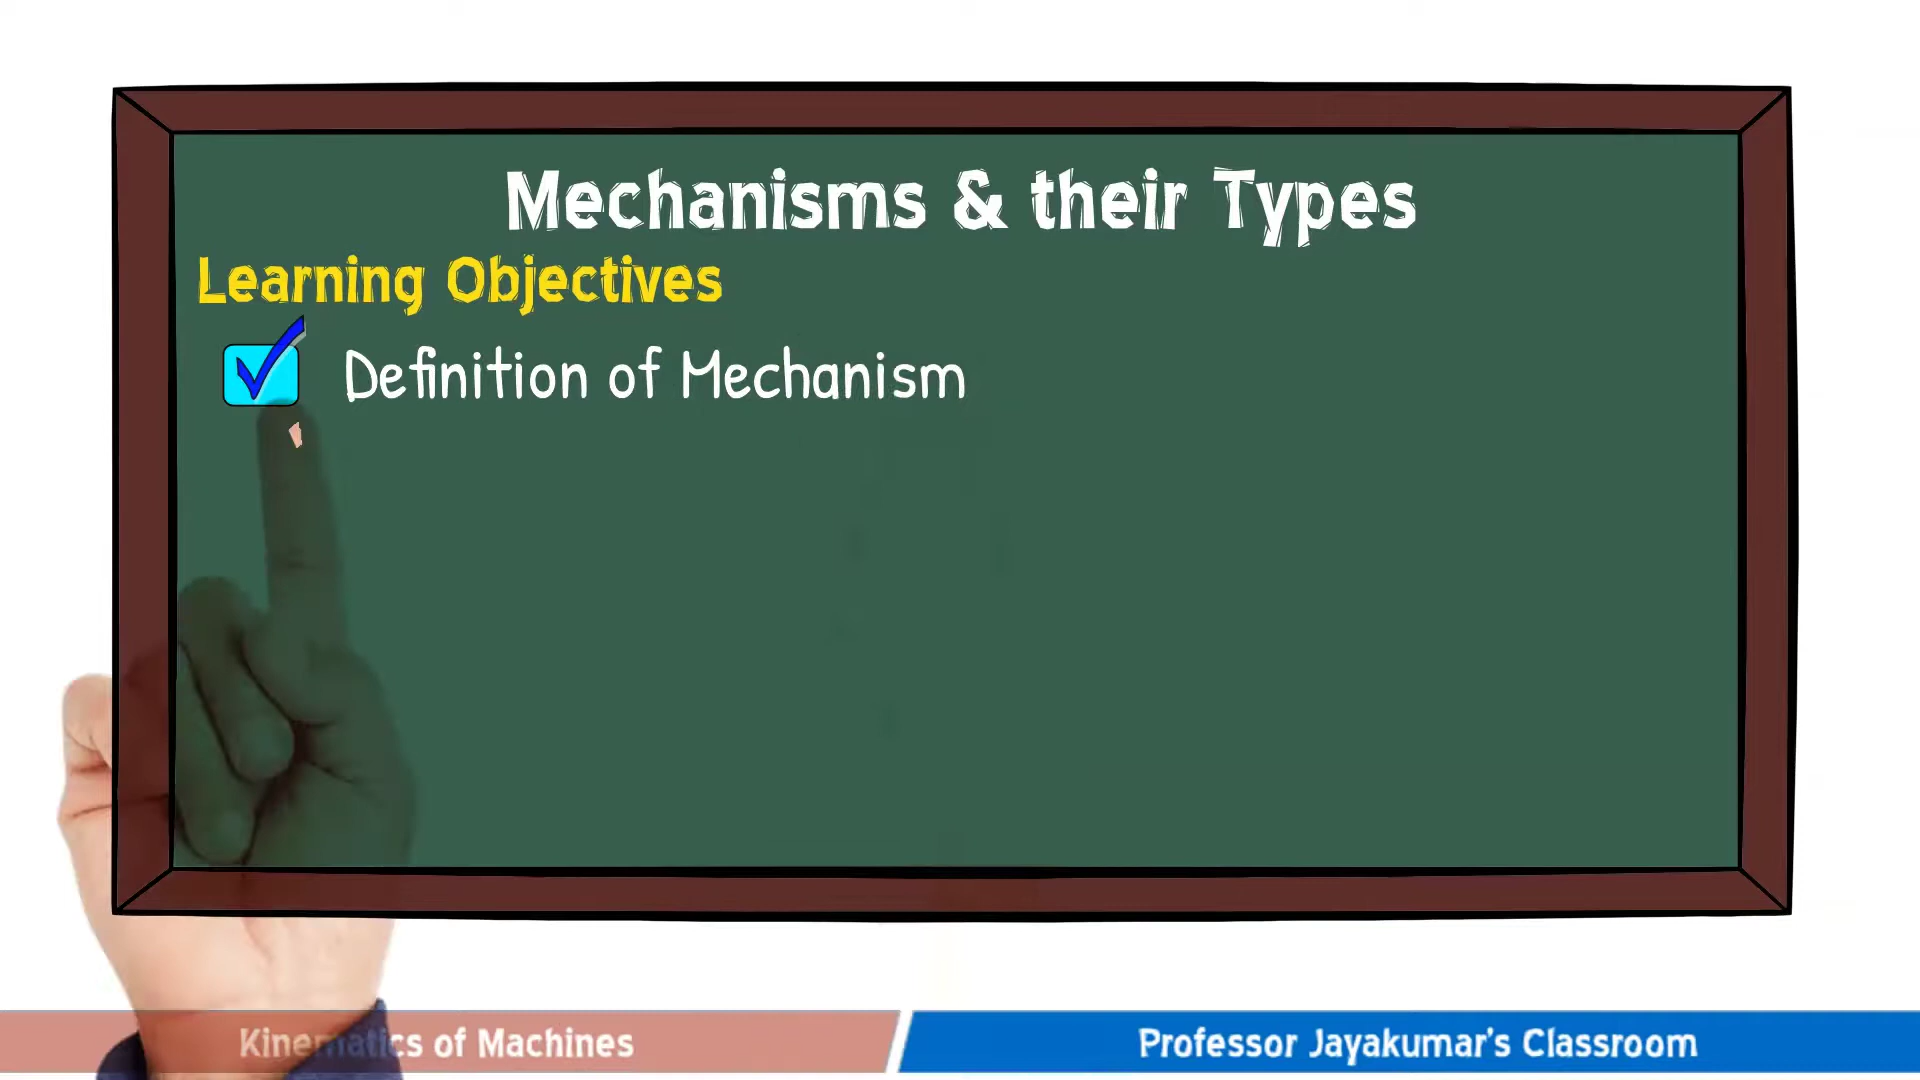 Mechanisms & their Types
Learning Objectives
Definition of Mechanism
Kinematics of Machines
Professor Jayakumar's Classroom